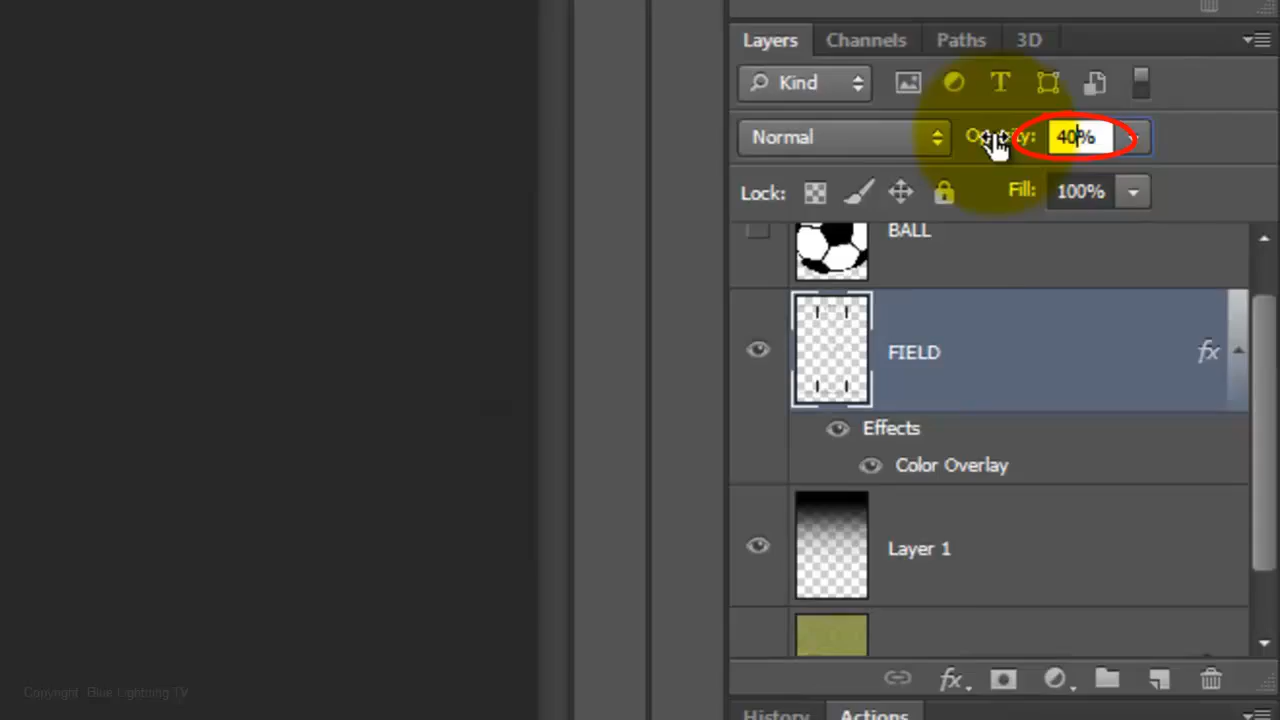 Layers Channels Paths 3D
Kind T
Normal Opacity: 40%
Lock: Fill: 100%
BALL
FIELD fx
Effects
Color Overlay
Layer 1
fx
History Actions
Copyright Blue Lightning TV